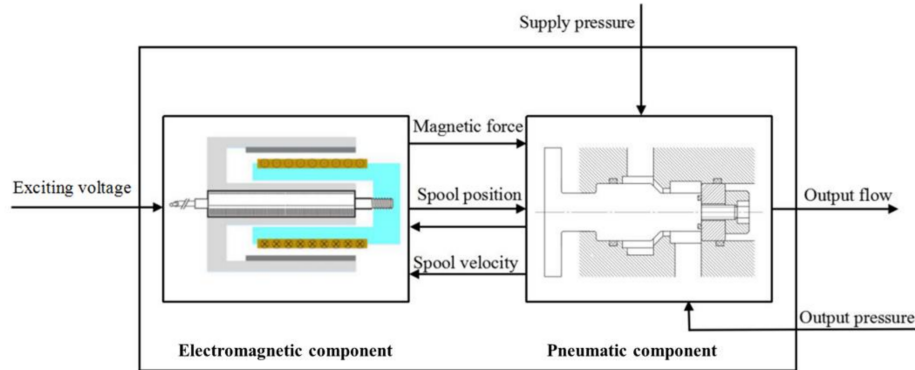 Supply pressure
Magnetic force
Exciting voltage
Spool position
Output flow
Spool velocity
Output pressure
Electromagnetic component
Pneumatic component